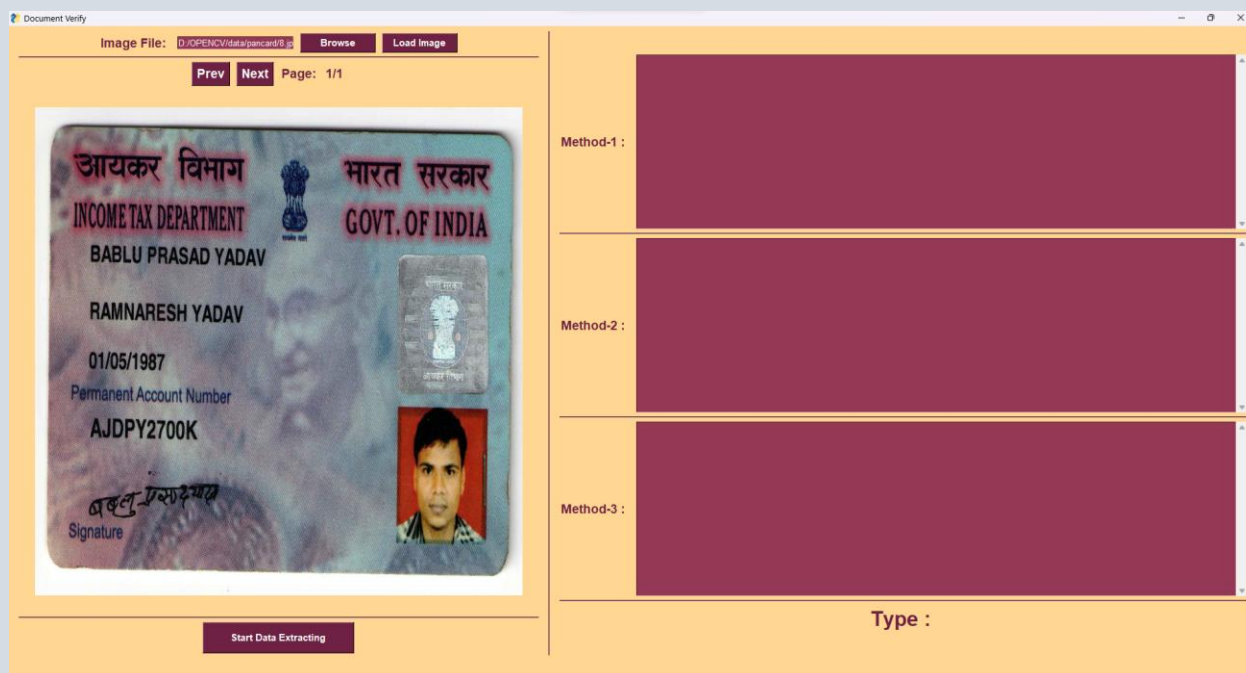 Document Verify
Image File: D:/OPENCV/data/pancard/8.jp Browse Load Image
Prev Next Page: 1/1
आयकर विभाग
INCOME TAX DEPARTMENT
भारत सरकार
GOVT. OF INDIA
BABLU PRASAD YADAV
RAMNARESH YADAV
01/05/1987
Permanent Account Number
AJDPY2700K
Signature
Start Data Extracting
Method-1 :
Method-2 :
Method-3 :
Type :